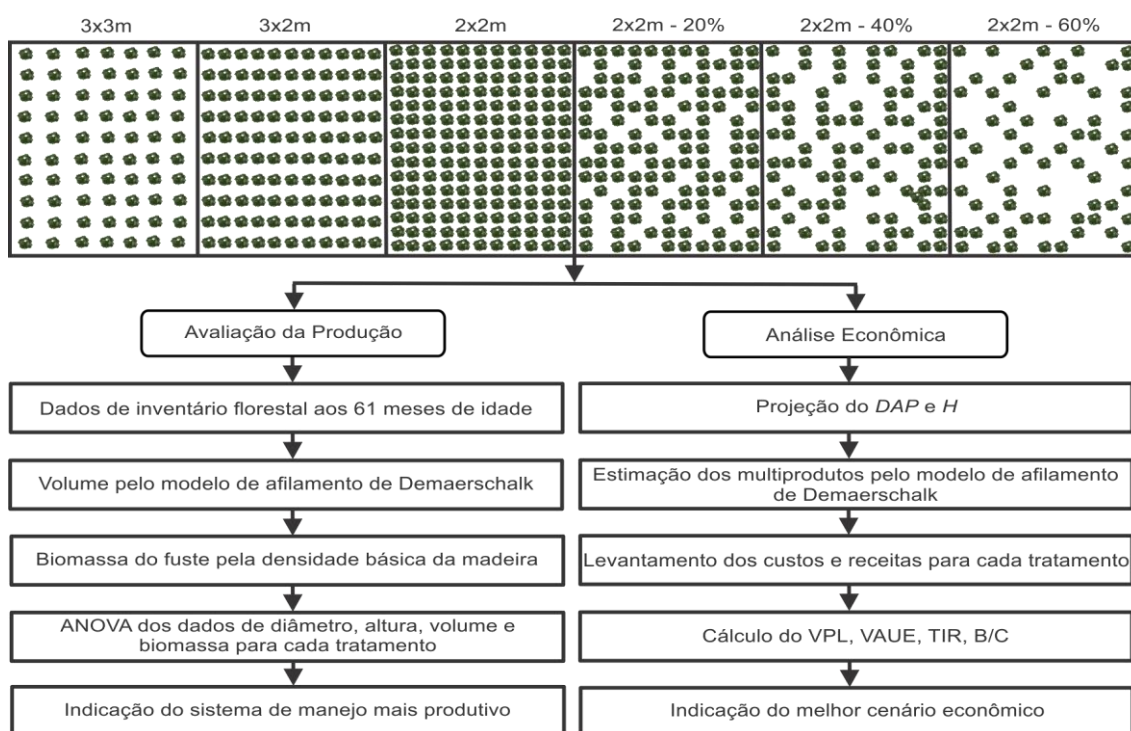 3x3m
3x2m
2x2m
2x2m - 20%
2x2m - 40%
2x2m - 60%
Avaliação da Produção
Dados de inventário florestal aos 61 meses de idade
Volume pelo modelo de afilamento de Demaerschalk
Biomassa do fuste pela densidade básica da madeira
ANOVA dos dados de diâmetro, altura, volume e
biomassa para cada tratamento
Indicação do sistema de manejo mais produtivo
Análise Econômica
Projeção do DAP e H
Estimação dos multiprodutos pelo modelo de afilamento
de Demaerschalk
Levantamento dos custos e receitas para cada tratamento
Cálculo do VPL, VAUE, TIR, B/C
Indicação do melhor cenário econômico